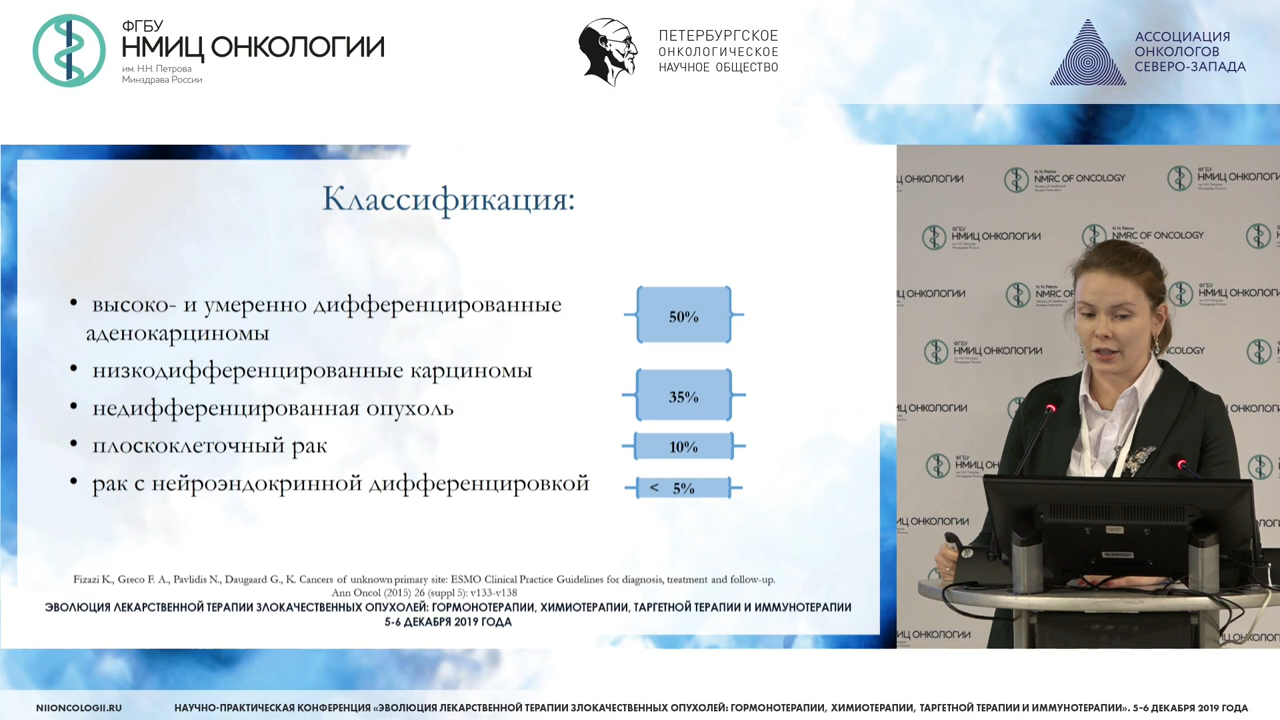 ФГБУ
НМИЦ ОНКОЛОГИИ
им. Н.Н. Петрова
Минздрава России
ПЕТЕРБУРГСКОЕ
ОНКОЛОГИЧЕСКОЕ
НАУЧНОЕ ОБЩЕСТВО
АССОЦИАЦИЯ
ОНКОЛОГОВ
СЕВЕРО-ЗАПАДА
Классификация:
• высоко- и умеренно дифференцированные
аденокарциномы
50%
• низкодифференцированные карциномы
• недифференцированная опухоль
35%
• плоскоклеточный рак
10%
• рак с нейроэндокринной дифференцировкой
< 5%
Fizazi K., Greco F. A., Pavlidis N., Daugaard G., K. Cancers of unknown primary site: ESMO Clinical Practice Guidelines for diagnosis, treatment and follow-up.
Ann Oncol (2015) 26 (suppl 5): v133-v138
ЭВОЛЮЦИЯ ЛЕКАРСТВЕННОЙ ТЕРАПИИ ЗЛОКАЧЕСТВЕННЫХ ОПУХОЛЕЙ: ГОРМОНОТЕРАПИИ, ХИМИОТЕРАПИИ, ТАРГЕТНОЙ ТЕРАПИИ И ИММУНОТЕРАПИИ
5-6 ДЕКАБРЯ 2019 ГОДА
NMRC OF ONCOLOGY
НМИЦ ОНКОЛОГИИ
NMRC OF ONCOLOGY
НМИЦ ОНКОЛОГИИ
NIIONCOLOGII.RU
НАУЧНО-ПРАКТИЧЕСКАЯ КОНФЕРЕНЦИЯ «ЭВОЛЮЦИЯ ЛЕКАРСТВЕННОЙ ТЕРАПИИ ЗЛОКАЧЕСТВЕННЫХ ОПУХОЛЕЙ: ГОРМОНОТЕРАПИИ, ХИМИОТЕРАПИИ, ТАРГЕТНОЙ ТЕРАПИИ И ИММУНОТЕРАПИИ». 5-6 ДЕКАБРЯ 2019 ГОДА